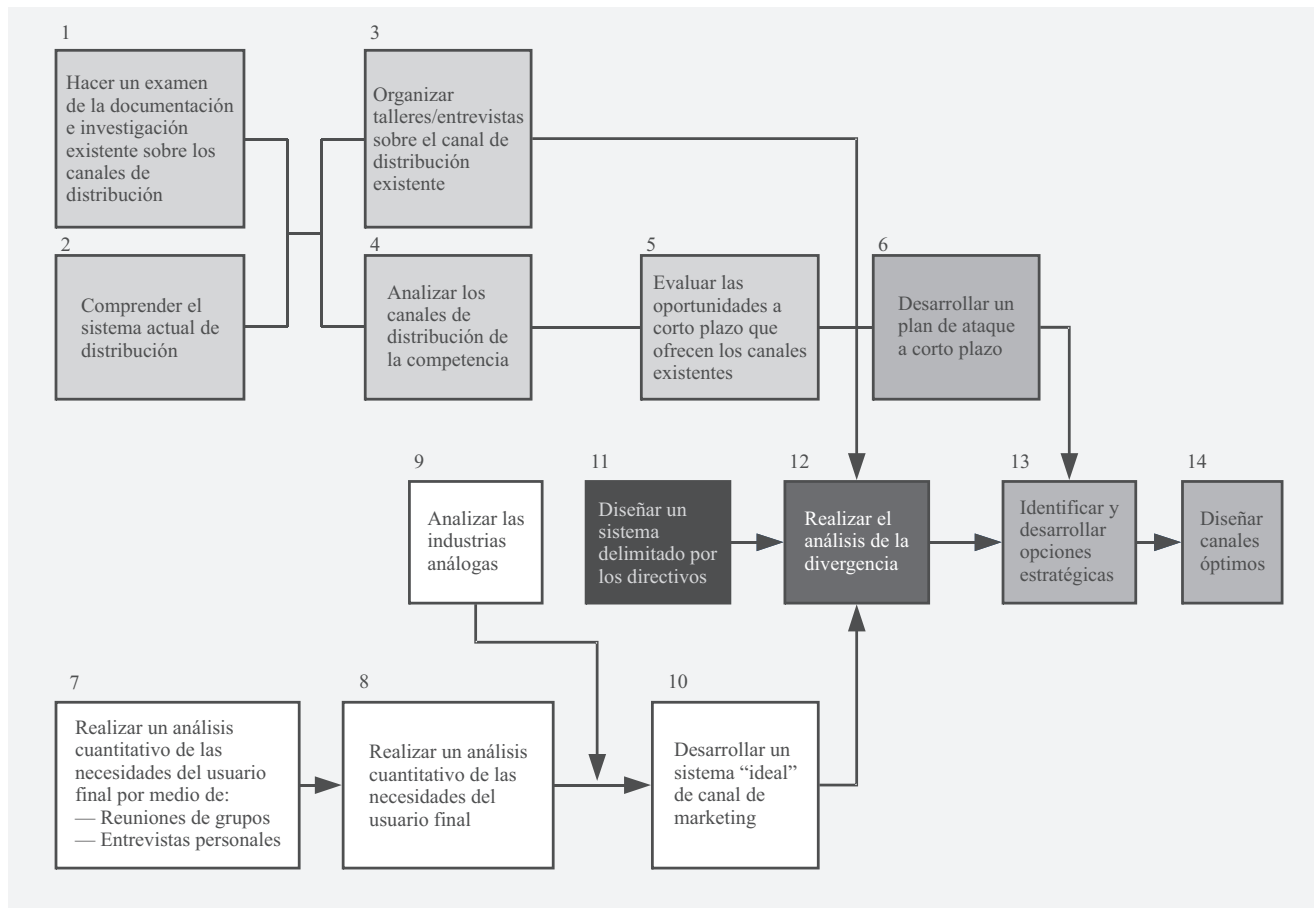 1
Hacer un examen
de la documentación
e investigación
existente sobre los
canales de
distribución
2
Comprender el
sistema actual de
distribución
3
Organizar
talleres/entrevistas
sobre el canal de
distribución
existente
4
Analizar los
canales de
distribución de
la competencia
5
Evaluar las
oportunidades a
corto plazo que
ofrecen los canales
existentes
6
Desarrollar un
plan de ataque
a corto plazo
7
Realizar un análisis
cuantitativo de las
necesidades del usuario
final por medio de:
— Reuniones de grupos
— Entrevistas personales
8
Realizar un análisis
cuantitativo de las
necesidades del
usuario final
9
Analizar las
industrias
análogas
10
Desarrollar un
sistema “ideal”
de canal de
marketing
11
Diseñar un
sistema
delimitado por
los directivos
12
Realizar el
análisis de la
divergencia
13
Identificar y
desarrollar
opciones
estratégicas
14
Diseñar
canales
óptimos